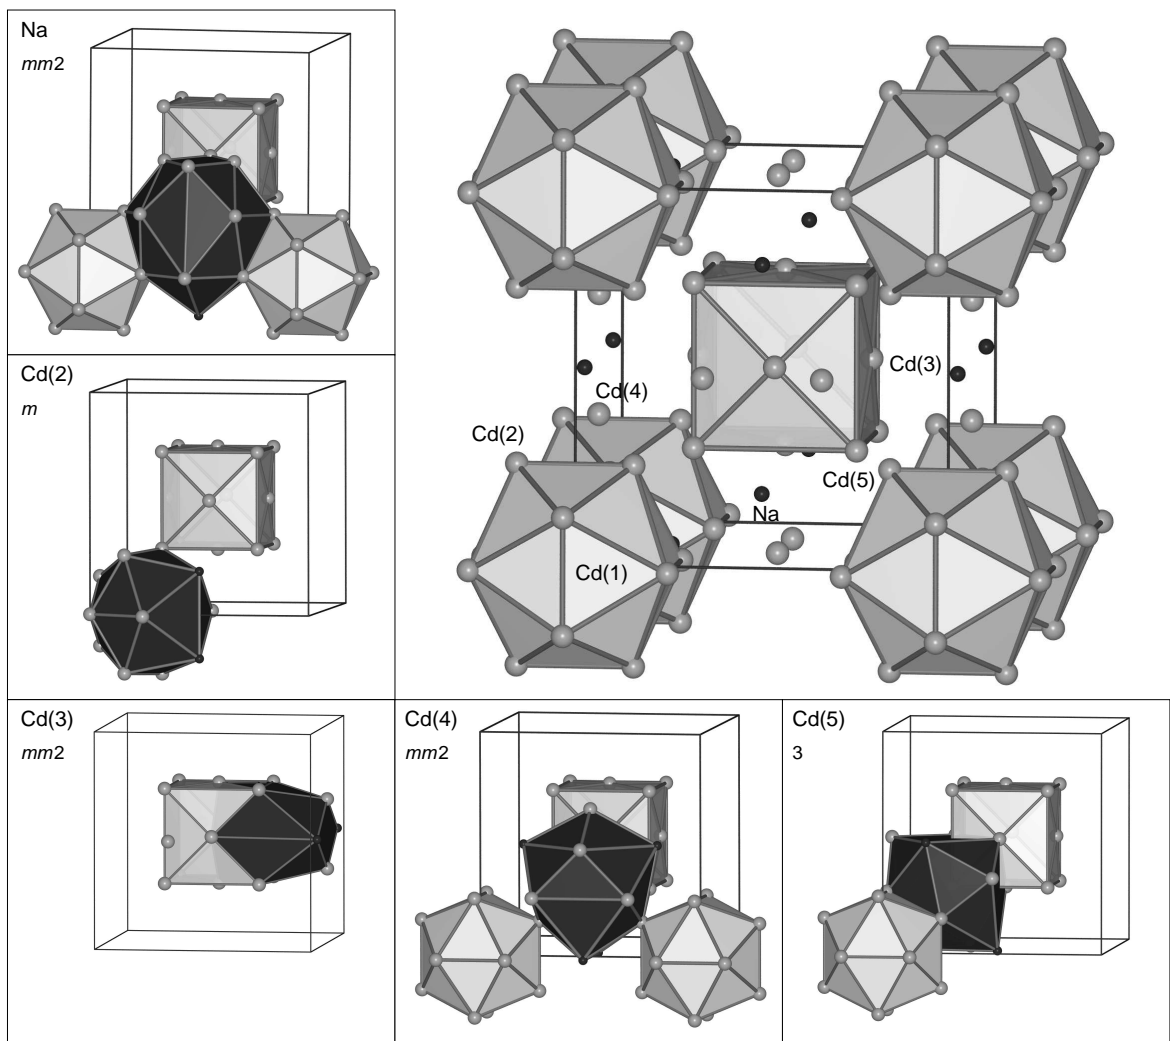 Na
mm2
Cd(2)
m
Cd(3)
mm2
Cd(4)
mm2
Cd(5)
3
Cd(3)
Cd(4)
Cd(2)
Cd(5)
Na
Cd(1)